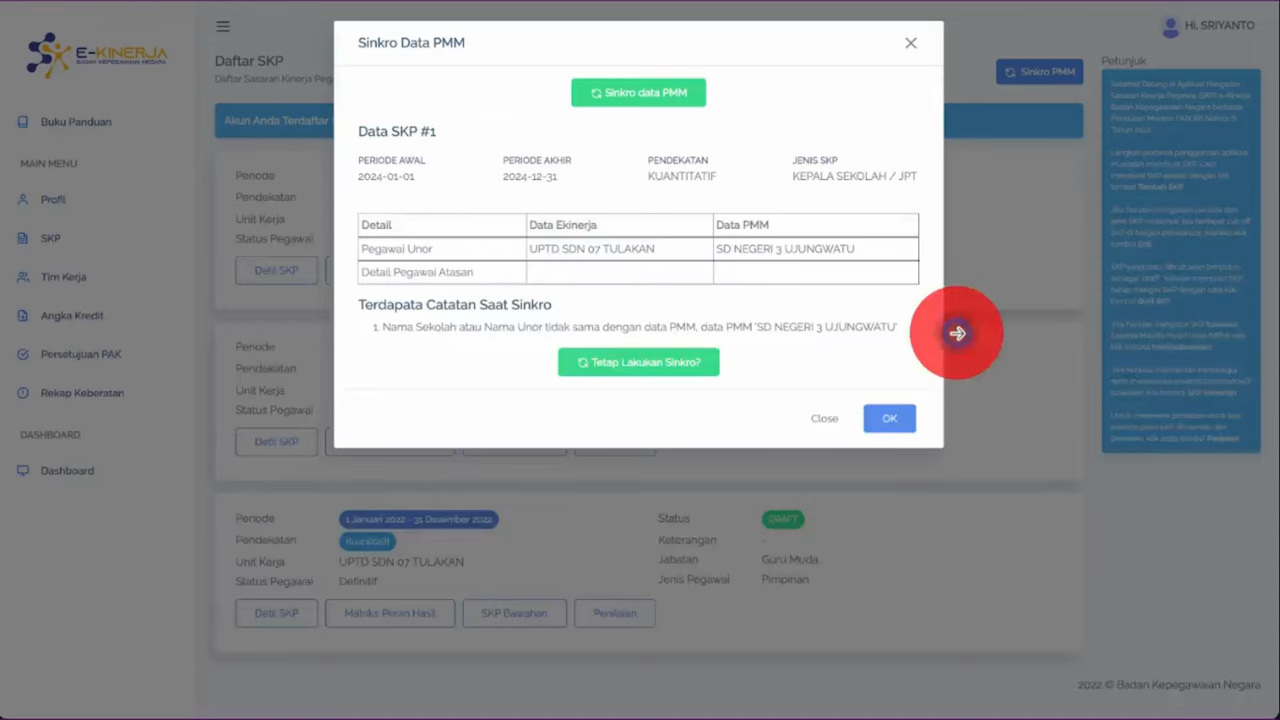 E-KINERJA
BADAN KEPEGAWAIAN NEGARA
Buku Panduan
MAIN MENU
Profil
SKP
Tim Kerja
Angka Kredit
Persetujuan PAK
Rekap Keberatan
DASHBOARD
Dashboard
Hi, SRIYANTO
Daftar SKP
Daftar Sasaran Kinerja Peg
Sinkro PMM
Akun Anda Terdaftar
Periode
Pendekatan
Unit Kerja
Status Pegawai
Detil SKP
Periode
Pendekatan
Unit Kerja
Status Pegawai
Detil SKP
Sinkro Data PMM
Sinkro data PMM
Data SKP #1
PERIODE AWAL PERIODE AKHIR PENDEKATAN JENIS SKP
2024-01-01 2024-12-31 KUANTITATIF KEPALA SEKOLAH / JPT
Detail Data Ekinerja Data PMM
Pegawai Unor UPTD SDN 07 TULAKAN SD NEGERI 3 UJUNGWATU
Detail Pegawai Atasan
Terdapata Catatan Saat Sinkro
1. Nama Sekolah atau Nama Unor tidak sama dengan data PMM, data PMM 'SD NEGERI 3 UJUNGWATU'
Tetap Lakukan Sinkro?
Close OK
Periode 1 Januari 2022 - 31 Desember 2022 Status DRAFT
Pendekatan Kuantitatif Keterangan -
Unit Kerja UPTD SDN 07 TULAKAN Jabatan Guru Muda
Status Pegawai Definitif Jenis Pegawai Pimpinan
Detil SKP Matriks Peran Hasil SKP Bawahan Penilaian
Petunjuk
2022 © Badan Kepegawaian Negara